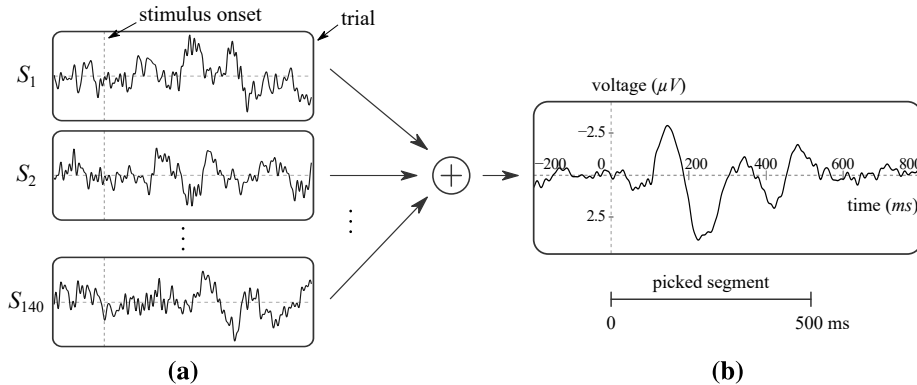 stimulus onset
trial
S1
S2
S140
voltage (μV)
−2.5
−200 0 200 400 600 800
time (ms)
2.5
picked segment
0 500 ms
(a) (b)